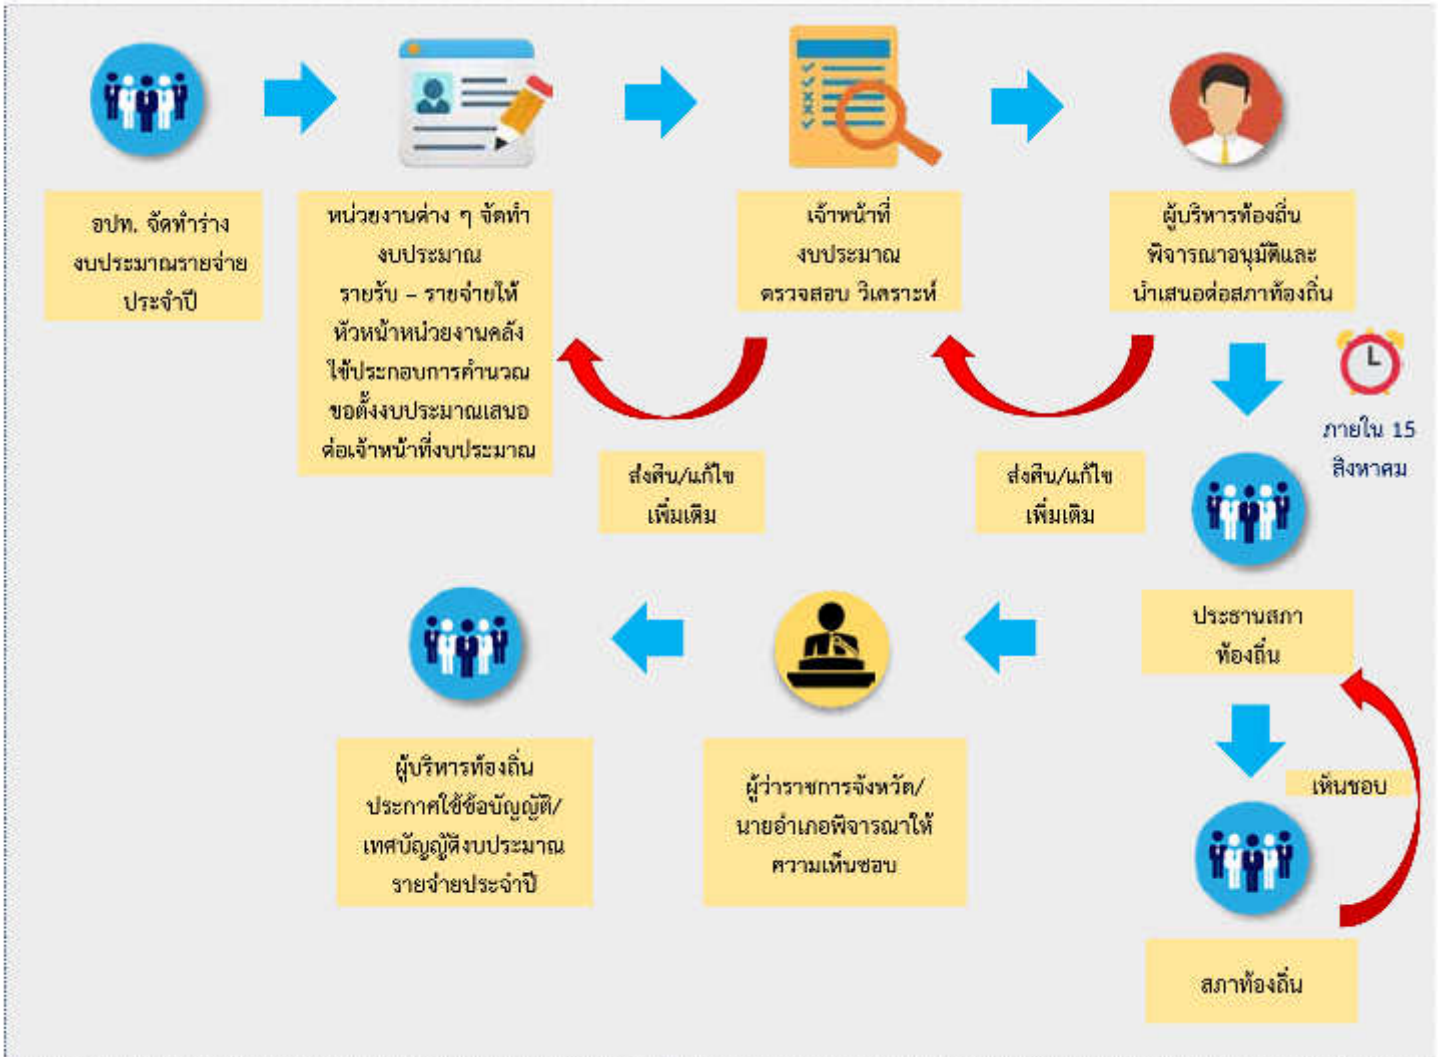 อปท. จัดทำร่าง
งบประมาณรายจ่าย
ประจำปี
หน่วยงานต่าง ๆ จัดทำ
งบประมาณ
รายรับ – รายจ่ายให้
หัวหน้าหน่วยงานคลัง
ใช้ประกอบการคำนวณ
ขอตั้งงบประมาณเสนอ
ต่อเจ้าหน้าที่งบประมาณ
เจ้าหน้าที่
งบประมาณ
ตรวจสอบ วิเคราะห์
ผู้บริหารท้องถิ่น
พิจารณาอนุมัติและ
นำเสนอต่อสภาท้องถิ่น
ส่งคืน/แก้ไข
เพิ่มเติม
ส่งคืน/แก้ไข
เพิ่มเติม
ภายใน 15
สิงหาคม
ประธานสภา
ท้องถิ่น
เห็นชอบ
สภาท้องถิ่น
ผู้ว่าราชการจังหวัด/
นายอำเภอพิจารณาให้
ความเห็นชอบ
ผู้บริหารท้องถิ่น
ประกาศใช้ข้อบัญญัติ/
เทศบัญญัติงบประมาณ
รายจ่ายประจำปี